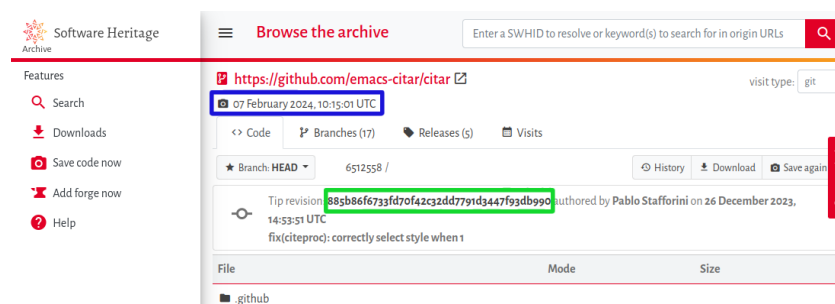 Software Heritage
Archive
Browse the archive
Enter a SWHID to resolve or keyword(s) to search for in origin URLs
Features
Search
Downloads
Save code now
Add forge now
Help
https://github.com/emacs-citar/citar
visit type: git
07 February 2024, 10:15:01 UTC
<> Code
Branches (17)
Releases (5)
Visits
Branch: HEAD
6512558 /
History
Download
Save again
Tip revision 885b86f6733fd70f42c32dd7791d3447f93db990 authored by Pablo Stafforini on 26 December 2023,
14:53:51 UTC
fix(citeproc): correctly select style when 1
File Mode Size
.github